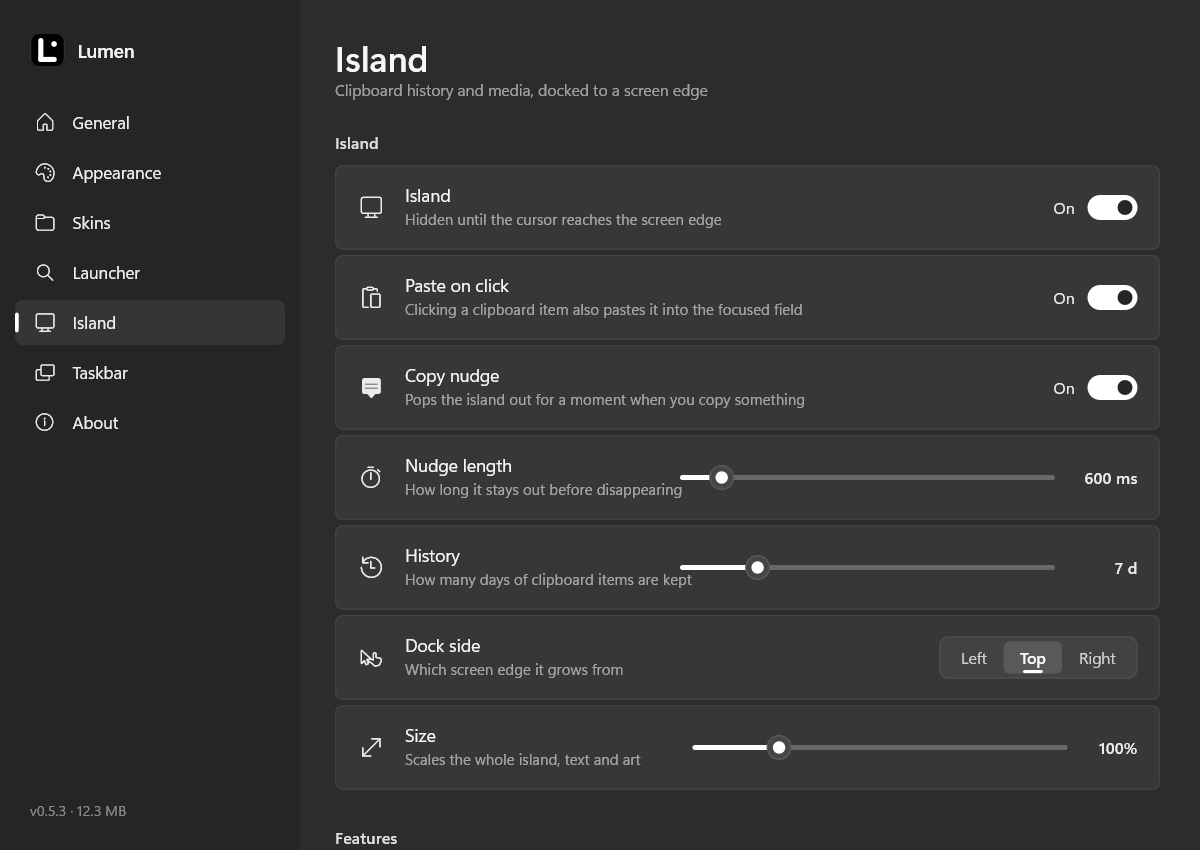 Lumen
General
Appearance
Skins
Launcher
Island
Taskbar
About
v0.5.3 · 12.3 MB
Island
Clipboard history and media, docked to a screen edge
Island
Island
Hidden until the cursor reaches the screen edge
On
Paste on click
Clicking a clipboard item also pastes it into the focused field
On
Copy nudge
Pops the island out for a moment when you copy something
On
Nudge length
How long it stays out before disappearing
600 ms
History
How many days of clipboard items are kept
7 d
Dock side
Which screen edge it grows from
Left Top Right
Size
Scales the whole island, text and art
100%
Features